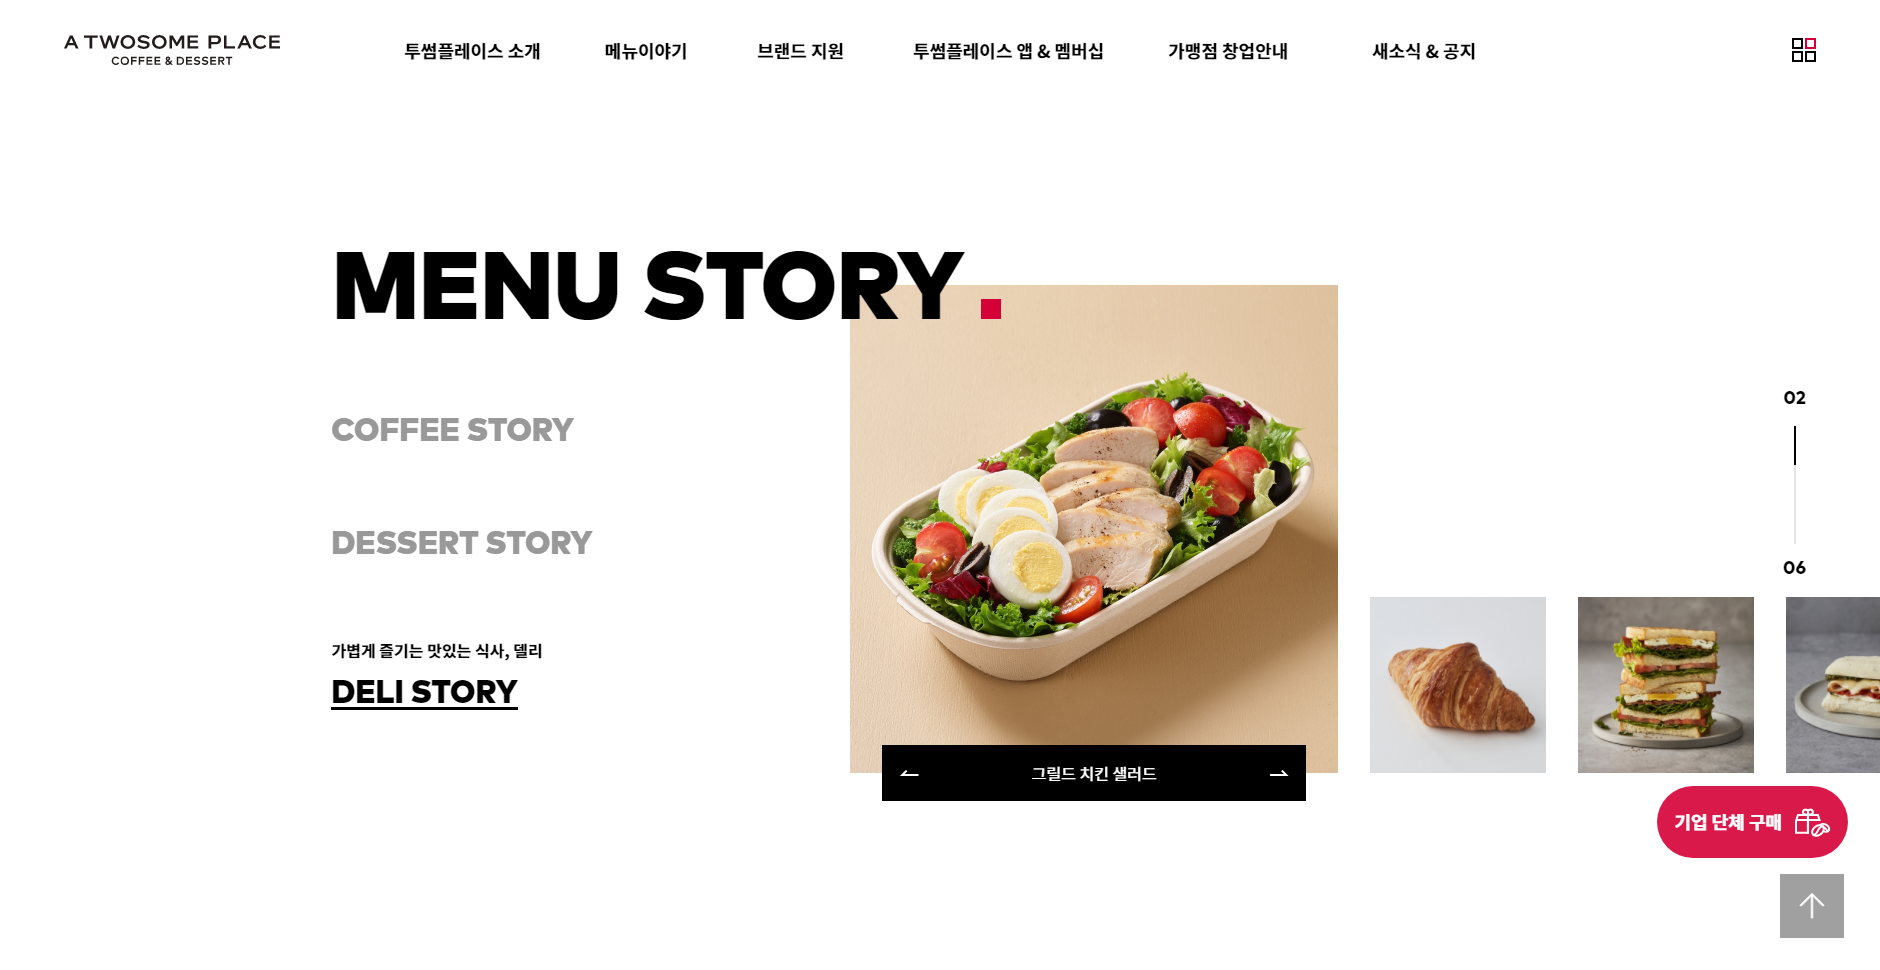 A TWOSOME PLACE
COFFEE & DESSERT
투썸플레이스 소개
메뉴이야기
브랜드 지원
투썸플레이스 앱 & 멤버십
가맹점 창업안내
새소식 & 공지
MENU STORY.
COFFEE STORY
DESSERT STORY
가볍게 즐기는 맛있는 식사, 델리
DELI STORY
그릴드 치킨 샐러드
02
06
기업 단체 구매